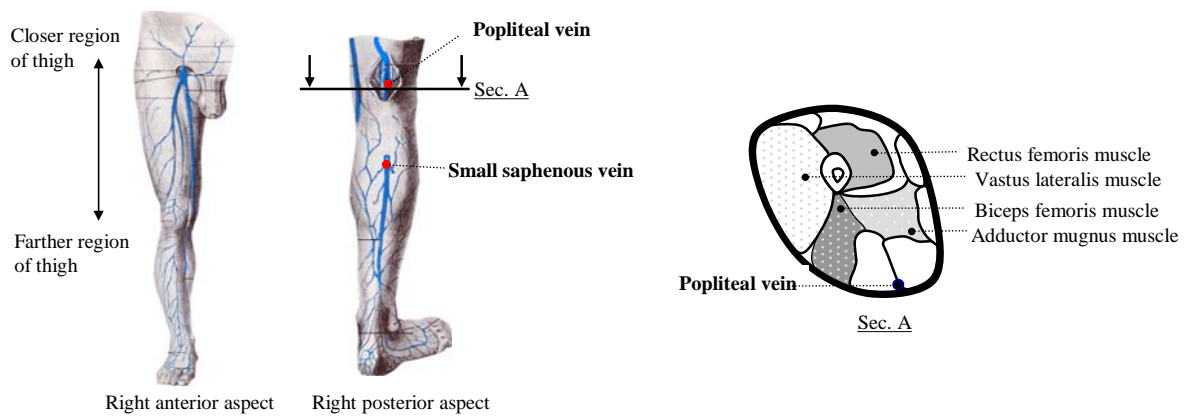 Closer region
of thigh
Farther region
of thigh
Right anterior aspect
Popliteal vein
Sec. A
Small saphenous vein
Right posterior aspect
Rectus femoris muscle
Vastus lateralis muscle
Biceps femoris muscle
Adductor mugnus muscle
Popliteal vein
Sec. A